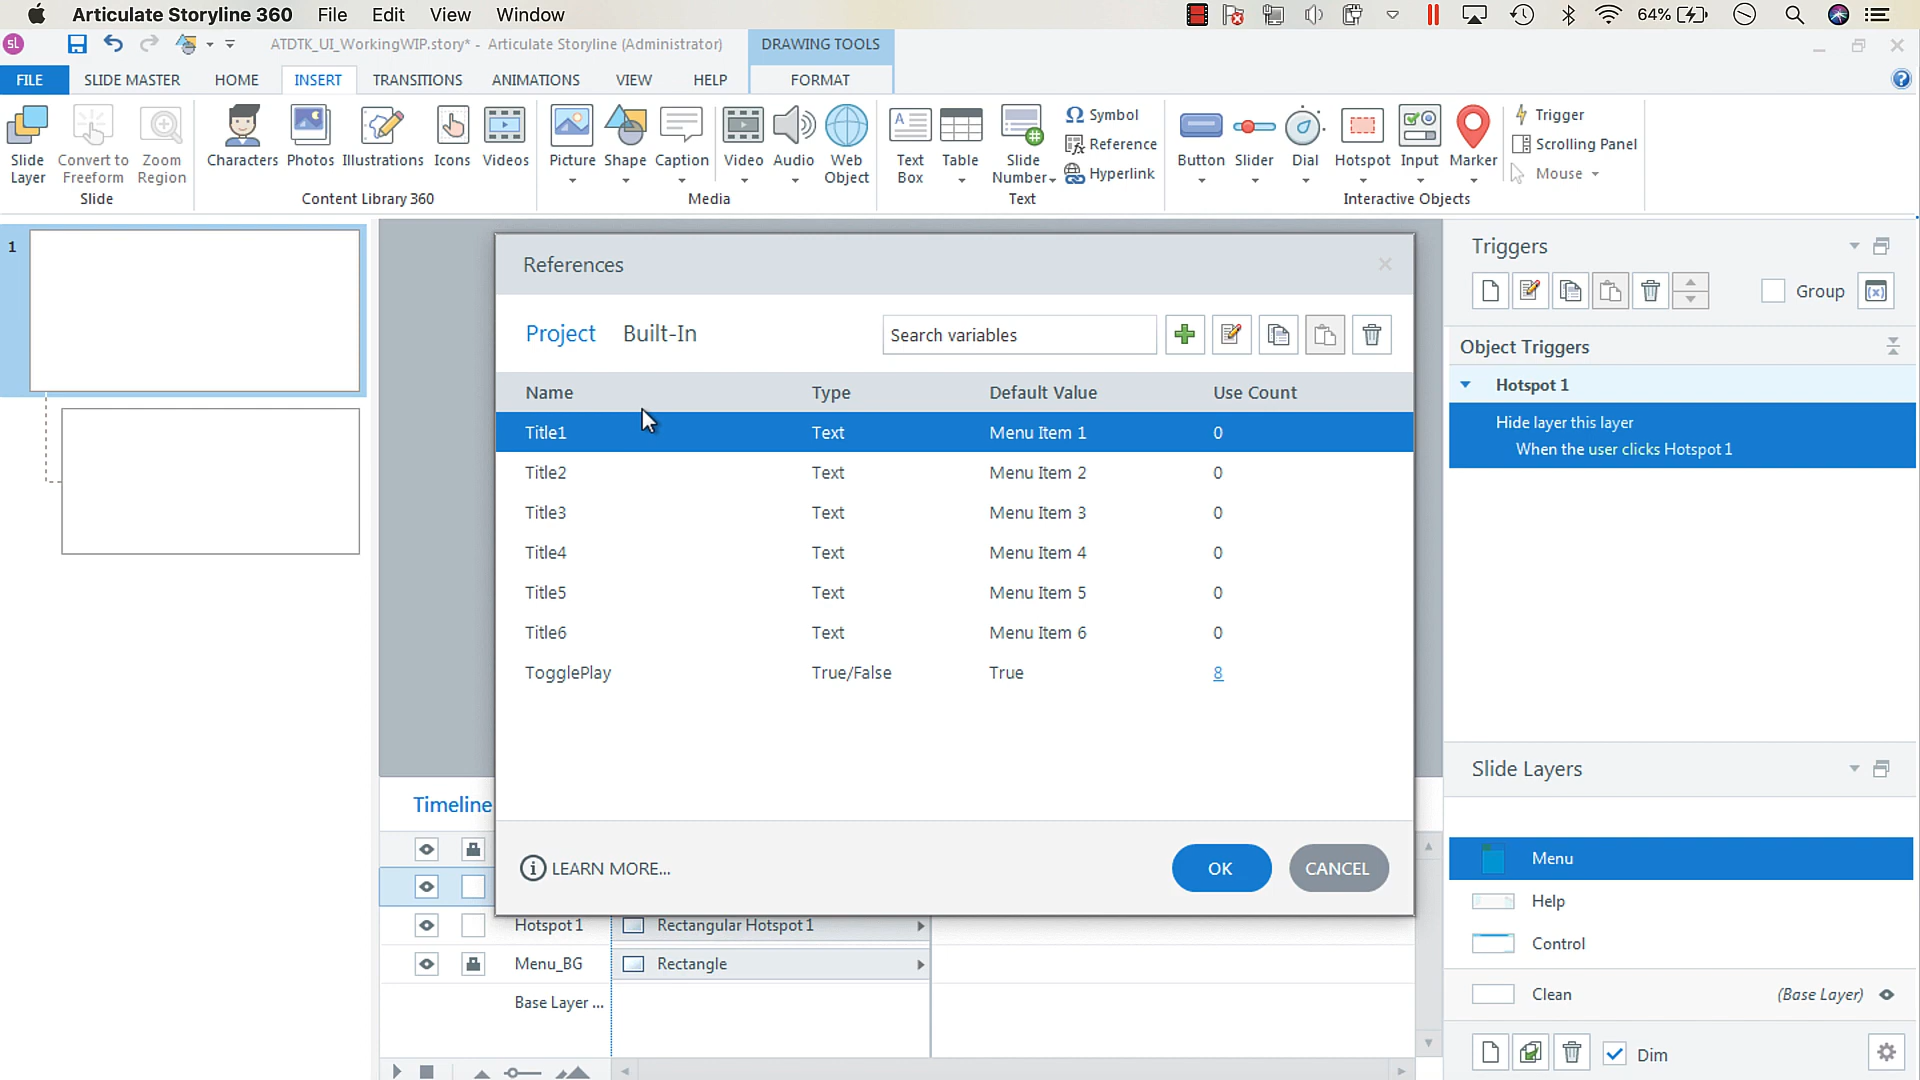 Articulate Storyline 360 File Edit View Window 64%
ATDTK_UI_WorkingWIP.story* - Articulate Storyline (Administrator) DRAWING TOOLS
FILE SLIDE MASTER HOME INSERT TRANSITIONS ANIMATIONS VIEW HELP FORMAT
Slide Layer
Convert to Freeform
Zoom Region
Slide
Characters
Photos
Illustrations
Icons
Videos
Content Library 360
Picture
Shape
Caption
Video
Audio
Web Object
Media
Text Box
Table
Slide Number
Symbol
Reference
Hyperlink
Text
Button
Slider
Dial
Hotspot
Input
Marker
Trigger
Scrolling Panel
Mouse
Interactive Objects
1
References
Project Built-In Search variables
Name Type Default Value Use Count
Title1 Text Menu Item 1 0
Title2 Text Menu Item 2 0
Title3 Text Menu Item 3 0
Title4 Text Menu Item 4 0
Title5 Text Menu Item 5 0
Title6 Text Menu Item 6 0
TogglePlay True/False True 8
LEARN MORE... OK CANCEL
Timeline
Hotspot 1 Rectangular Hotspot 1
Menu_BG Rectangle
Base Layer ...
Triggers
Group
Object Triggers
Hotspot 1
Hide layer this layer
When the user clicks Hotspot 1
Slide Layers
Menu
Help
Control
Clean (Base Layer)
Dim